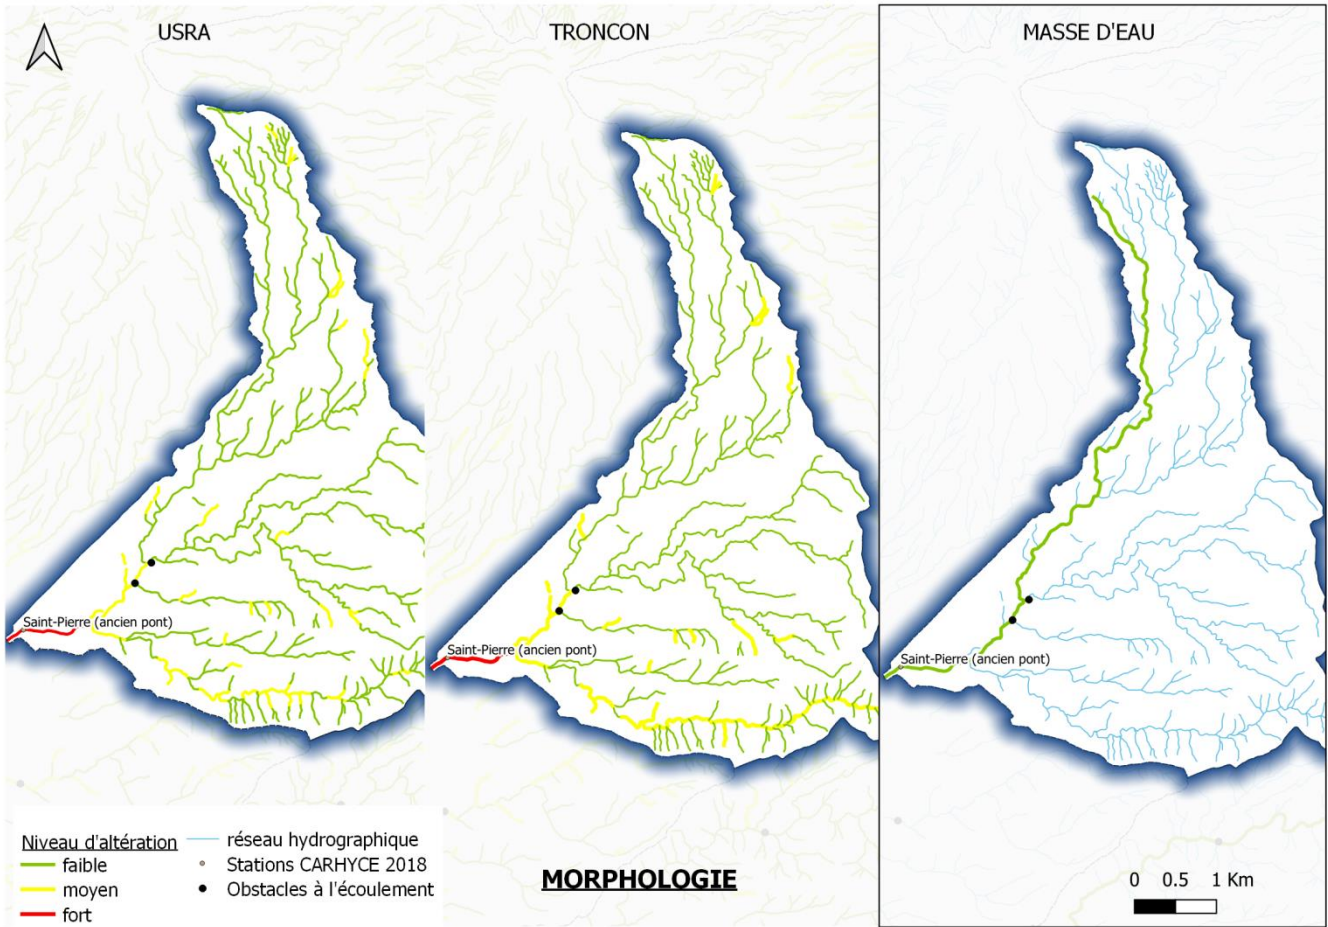 USRA
TRONCON
MASSE D'EAU
Saint-Pierre (ancien pont)
Saint-Pierre (ancien pont)
Saint-Pierre (ancien pont)
Niveau d'altération
faible
moyen
fort
réseau hydrographique
Stations CARHYCE 2018
Obstacles à l'écoulement
MORPHOLOGIE
0 0.5 1 Km